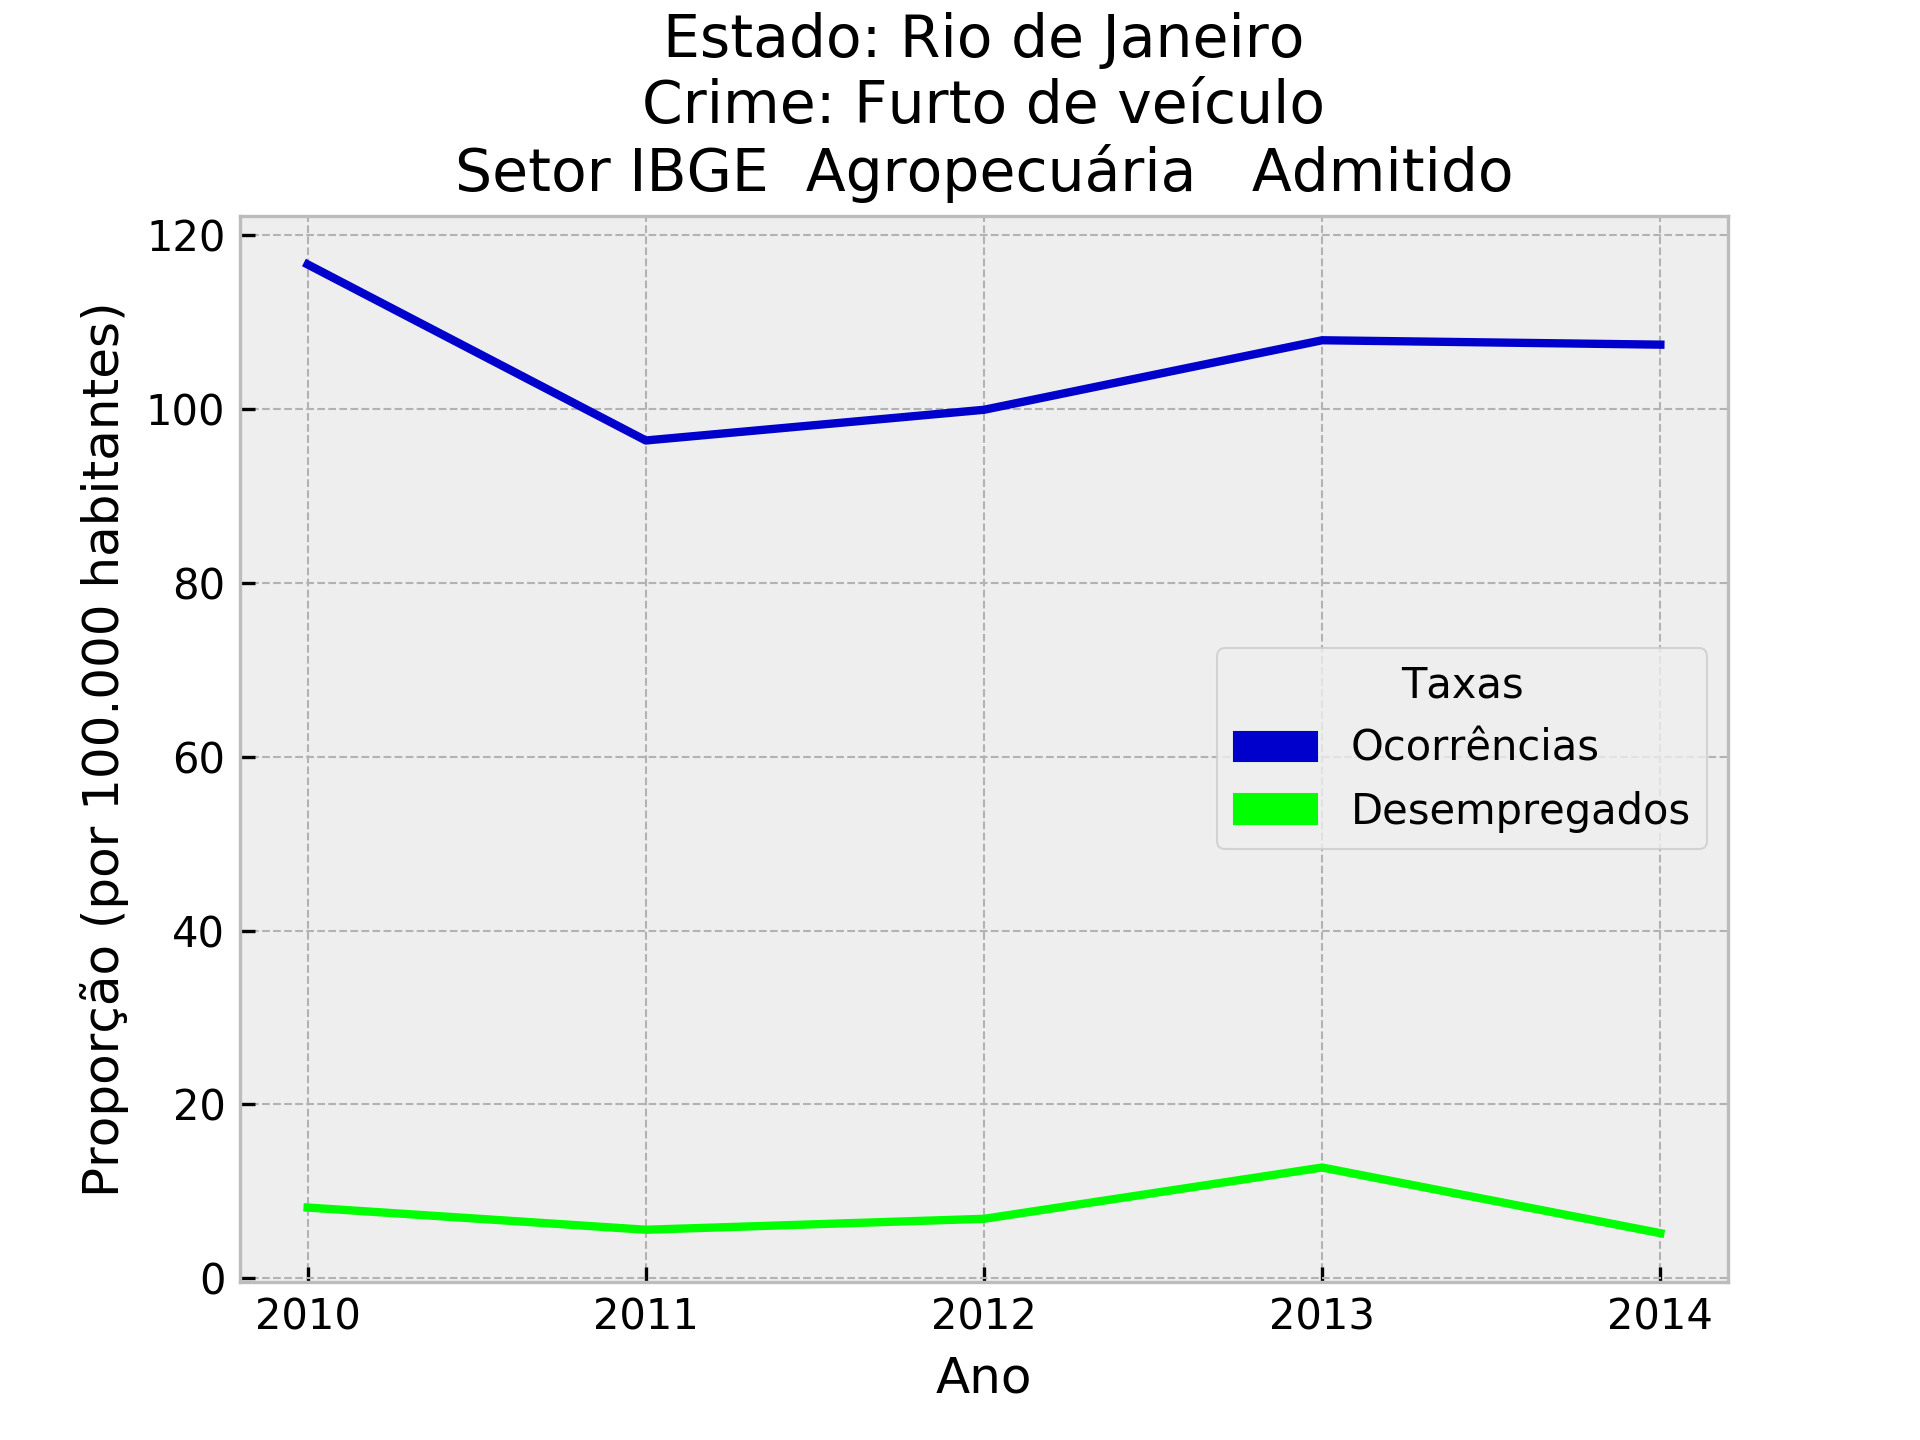 Estado: Rio de Janeiro
Crime: Furto de veículo
Setor IBGE  Agropecuária   Admitido
Proporção (por 100.000 habitantes)
120
100
80
60
40
20
0
Taxas
Ocorrências
Desempregados
2010 2011 2012 2013 2014
Ano